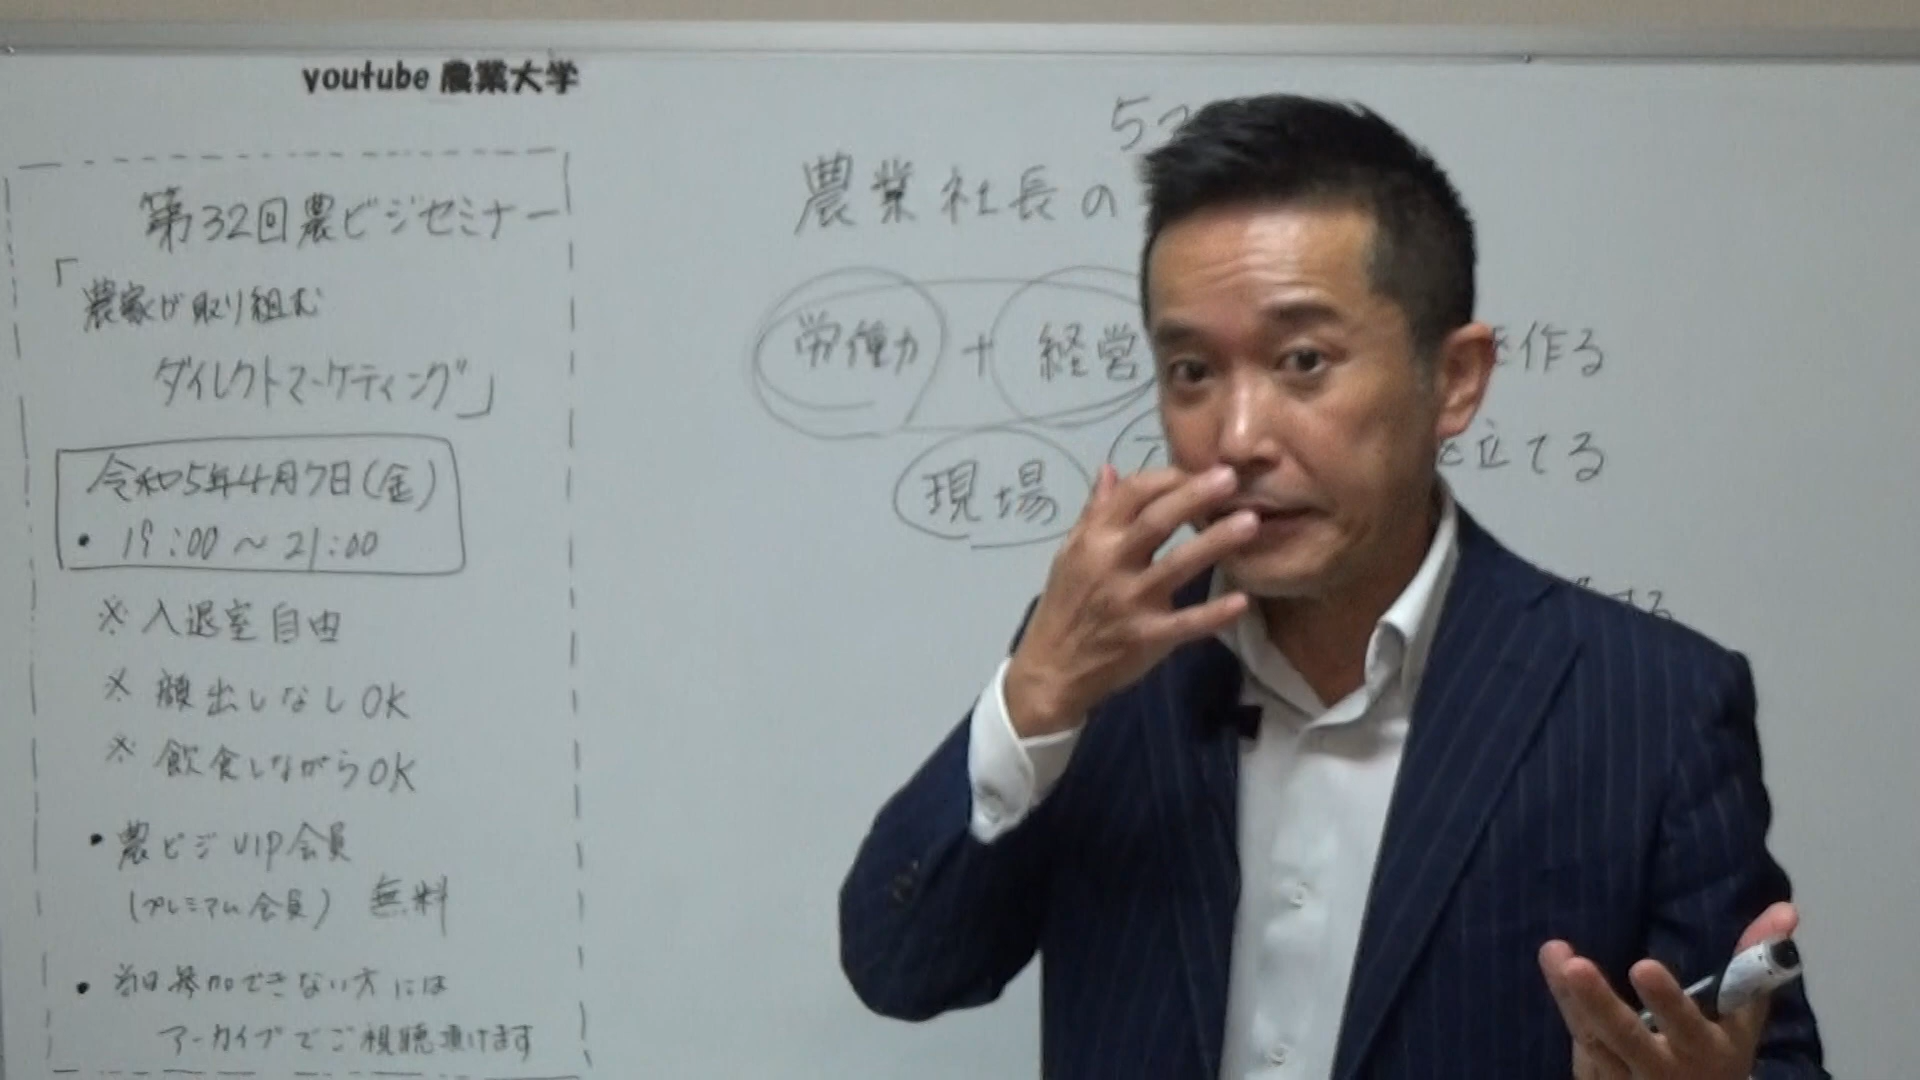 youtube 農業大学
第32回農ビジセミナー
「農家が取り組む
ダイレクトマーケティング」
令和5年4月7日(金)
・19:00～21:00
※入退室自由
※顔出しなしOK
※飲食しながらOK
・農ビジVIP会員
(プレミアム会員) 無料
・当日参加できない方には
アーカイブでご視聴頂けます
5つ
農業社長の
労働力 + 経営
を作る
現場
を立てる
する